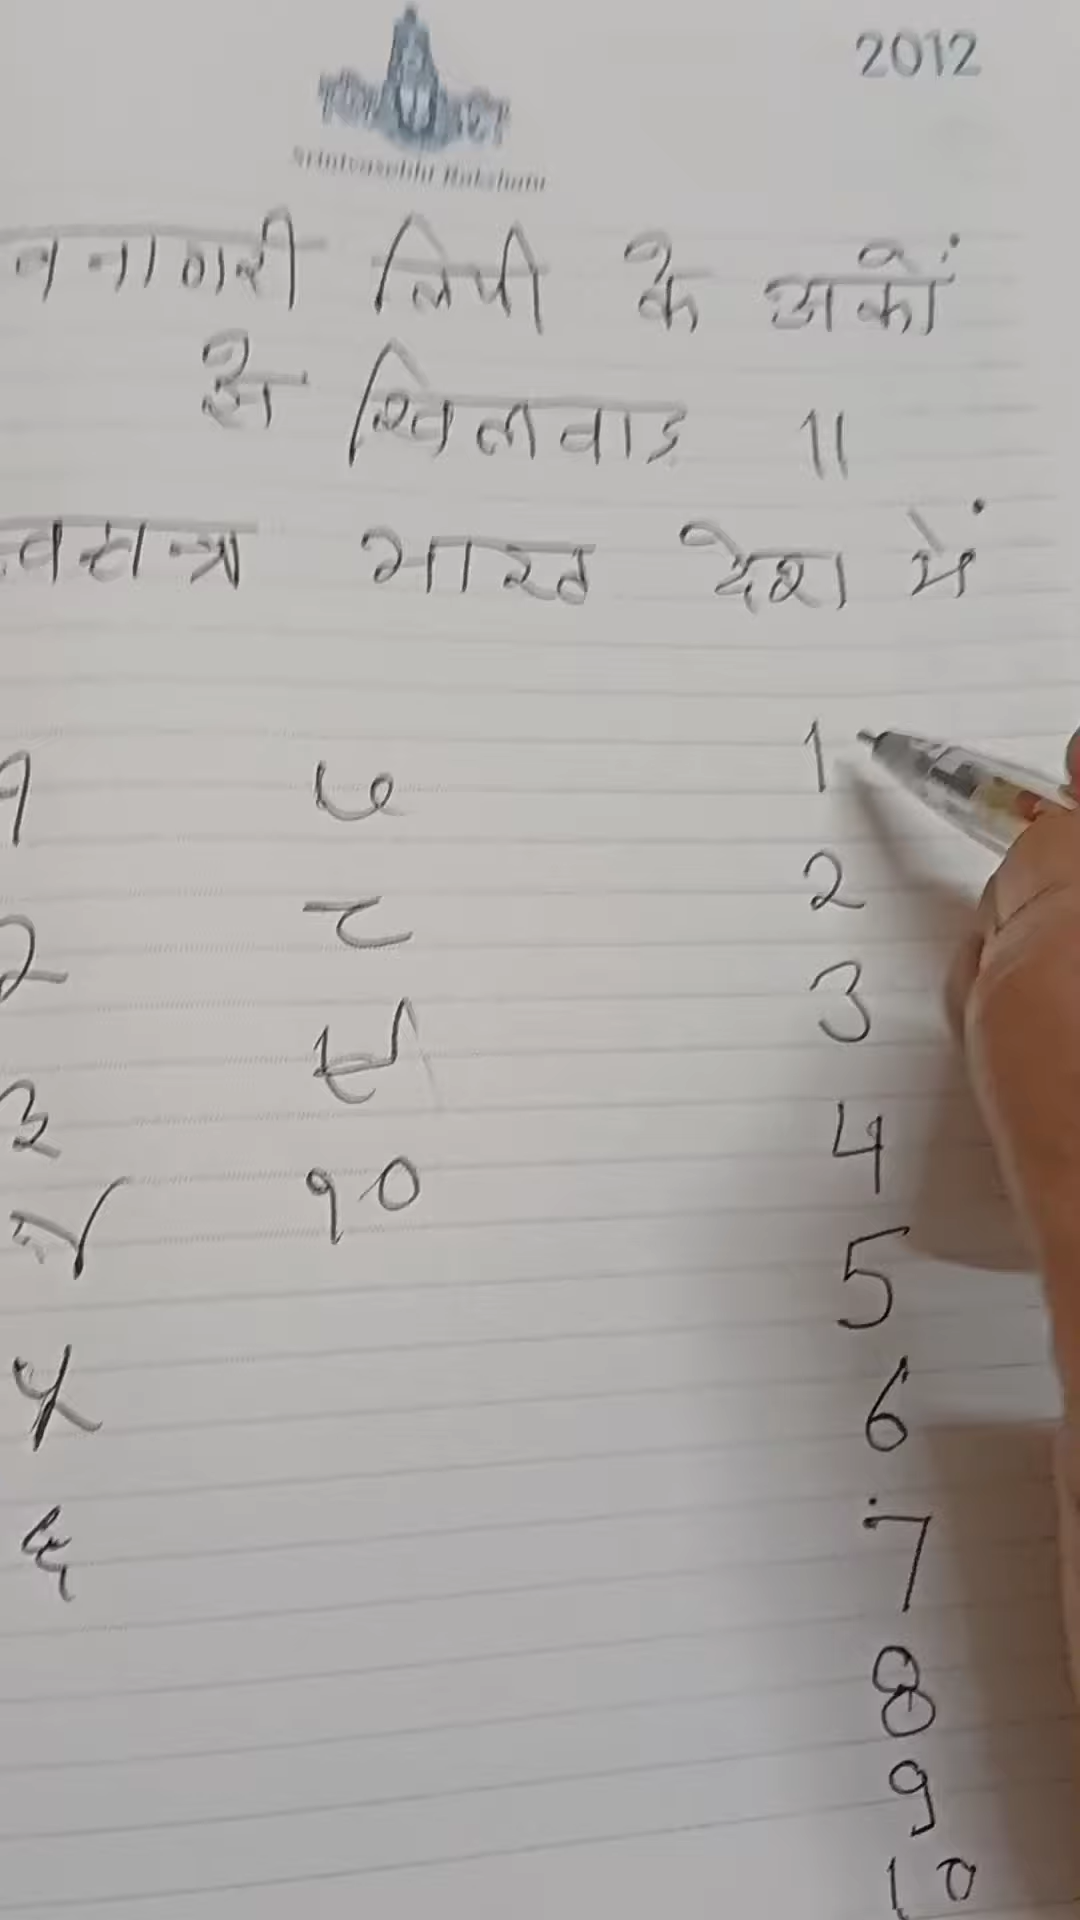 2012
वनागरी लिपी के अंकों
से खिलवाड ॥
वतन्त्र भारत देश में
१ ७ 1
२ ८ 2
३ ९ 3
४ १० 4
५ 5
६ 6
7
8
9
10